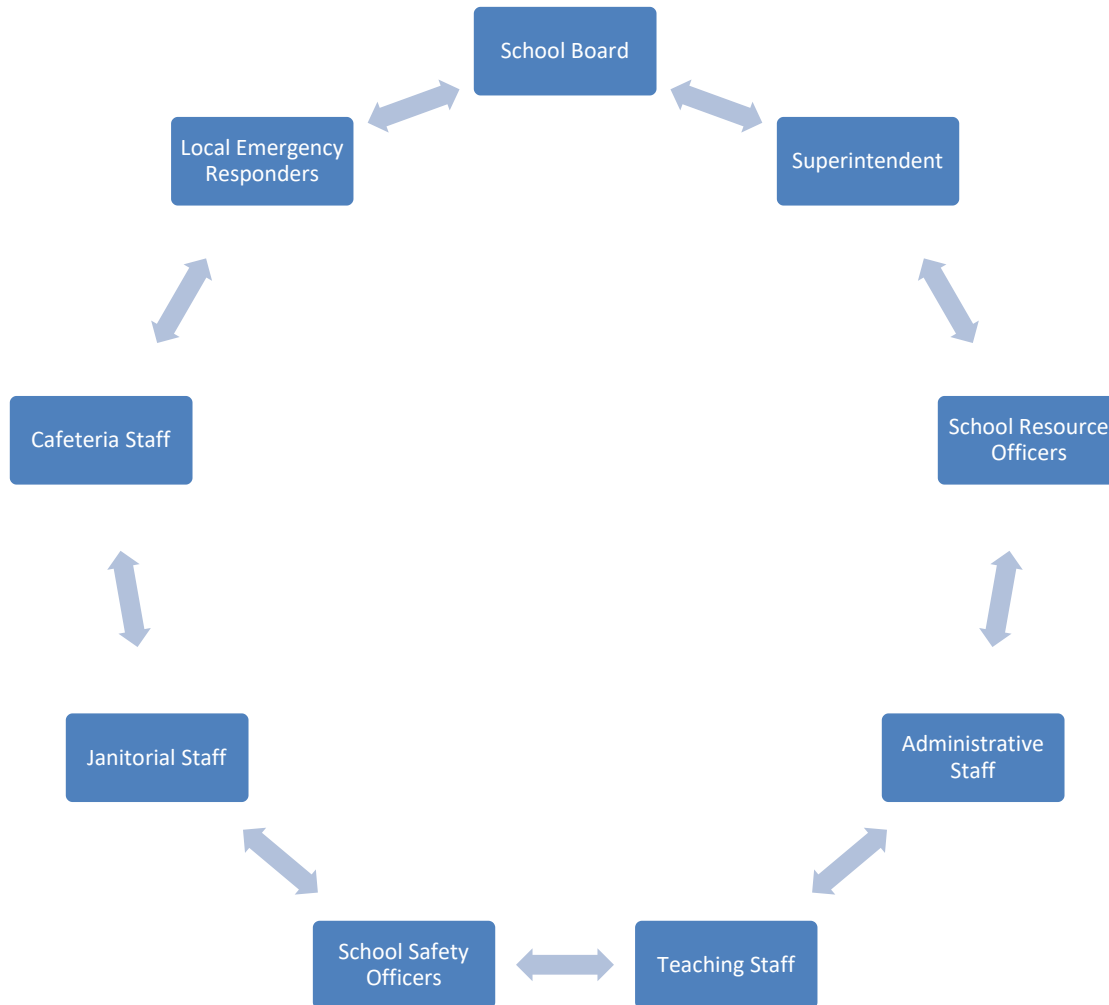 School Board
Superintendent
School Resource
Officers
Administrative
Staff
Teaching Staff
School Safety
Officers
Janitorial Staff
Cafeteria Staff
Local Emergency
Responders